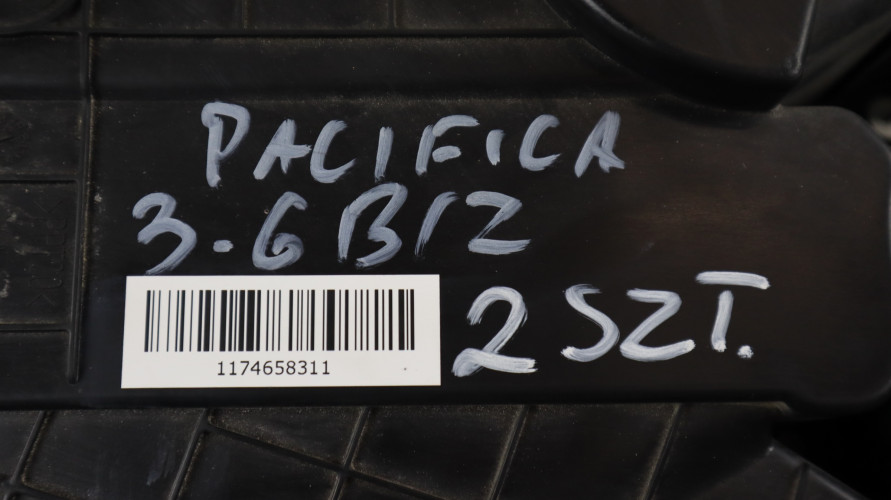 PACIFICA
3.6 B/Z
1174658311
2 SZT.